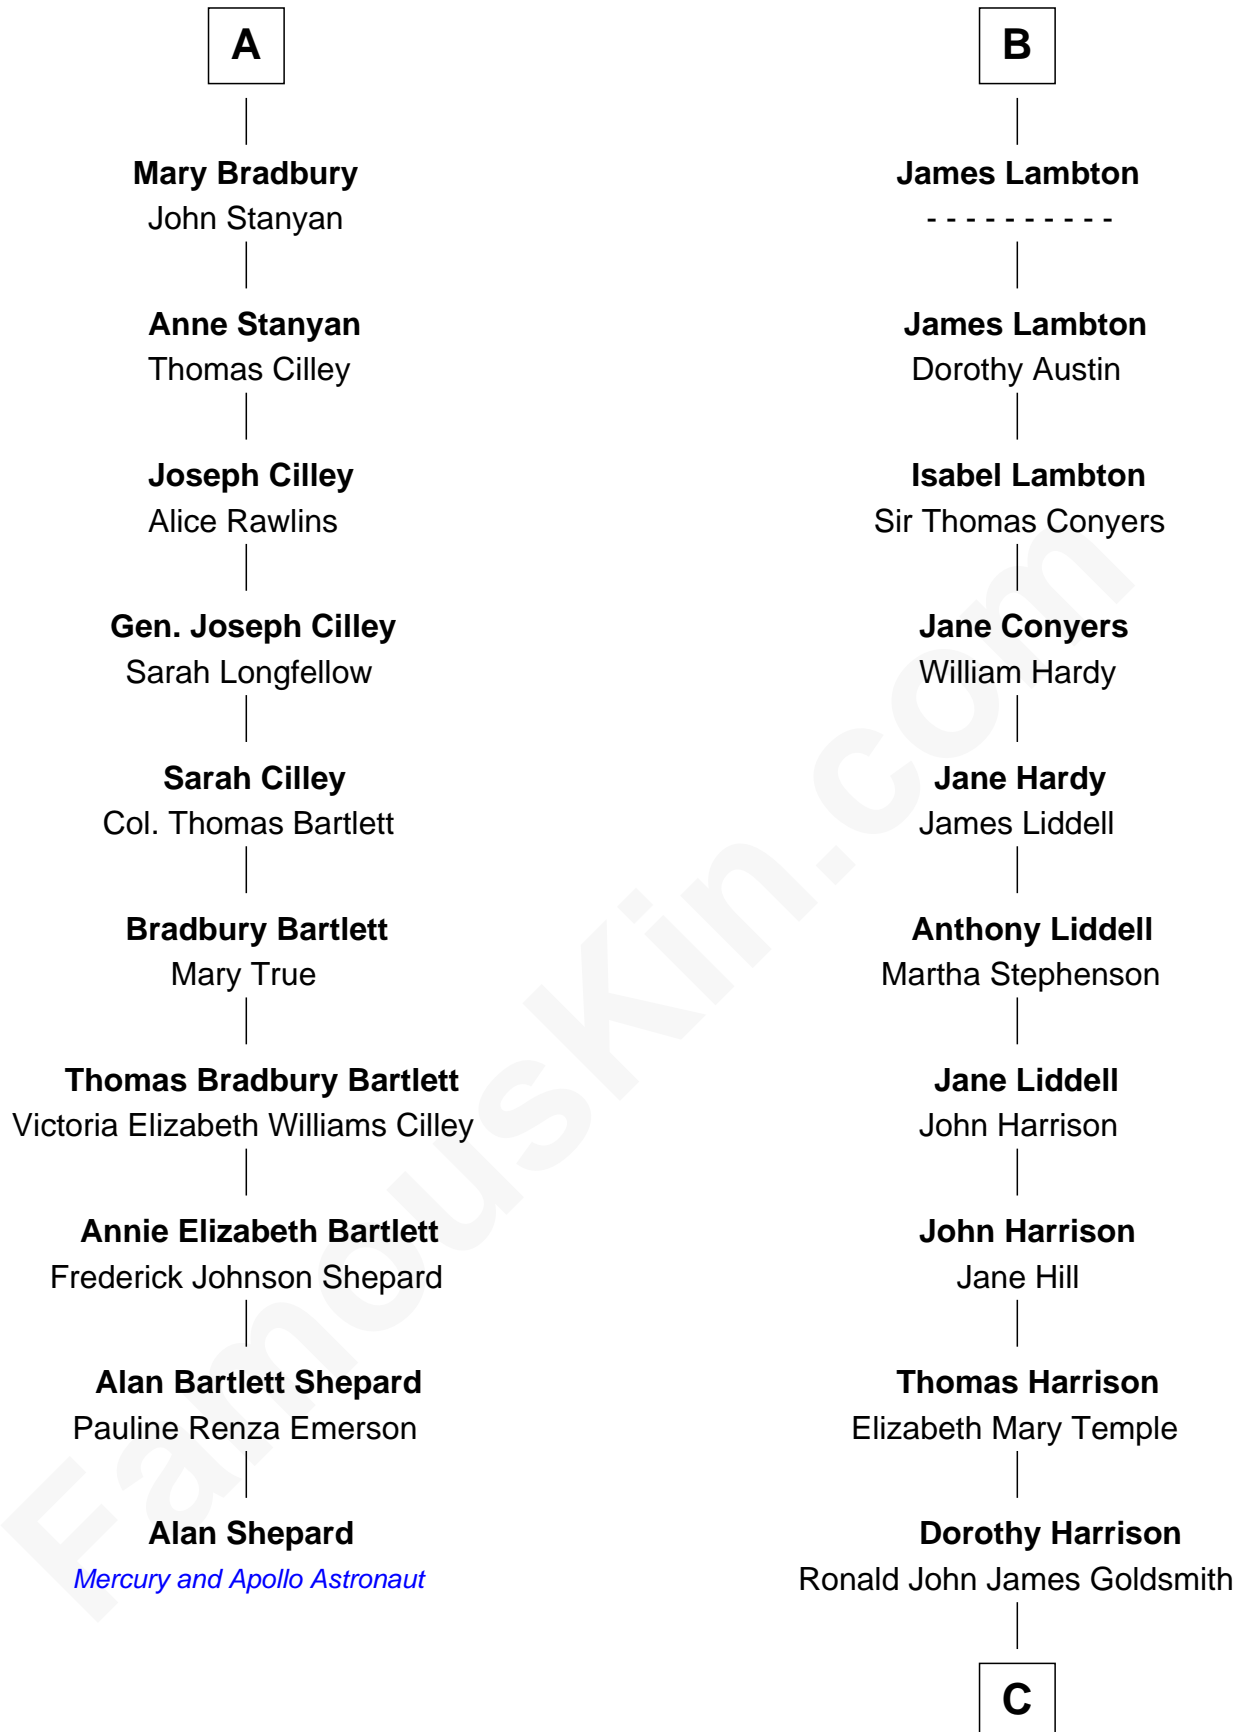 A
Mary Bradbury
John Stanyan
Anne Stanyan
Thomas Cilley
Joseph Cilley
Alice Rawlins
Gen. Joseph Cilley
Sarah Longfellow
Sarah Cilley
Col. Thomas Bartlett
Bradbury Bartlett
Mary True
Thomas Bradbury Bartlett
Victoria Elizabeth Williams Cilley
Annie Elizabeth Bartlett
Frederick Johnson Shepard
Alan Bartlett Shepard
Pauline Renza Emerson
Alan Shepard
Mercury and Apollo Astronaut
B
James Lambton
- - - - - - - - - -
James Lambton
Dorothy Austin
Isabel Lambton
Sir Thomas Conyers
Jane Conyers
William Hardy
Jane Hardy
James Liddell
Anthony Liddell
Martha Stephenson
Jane Liddell
John Harrison
John Harrison
Jane Hill
Thomas Harrison
Elizabeth Mary Temple
Dorothy Harrison
Ronald John James Goldsmith
C
FamousKin.com